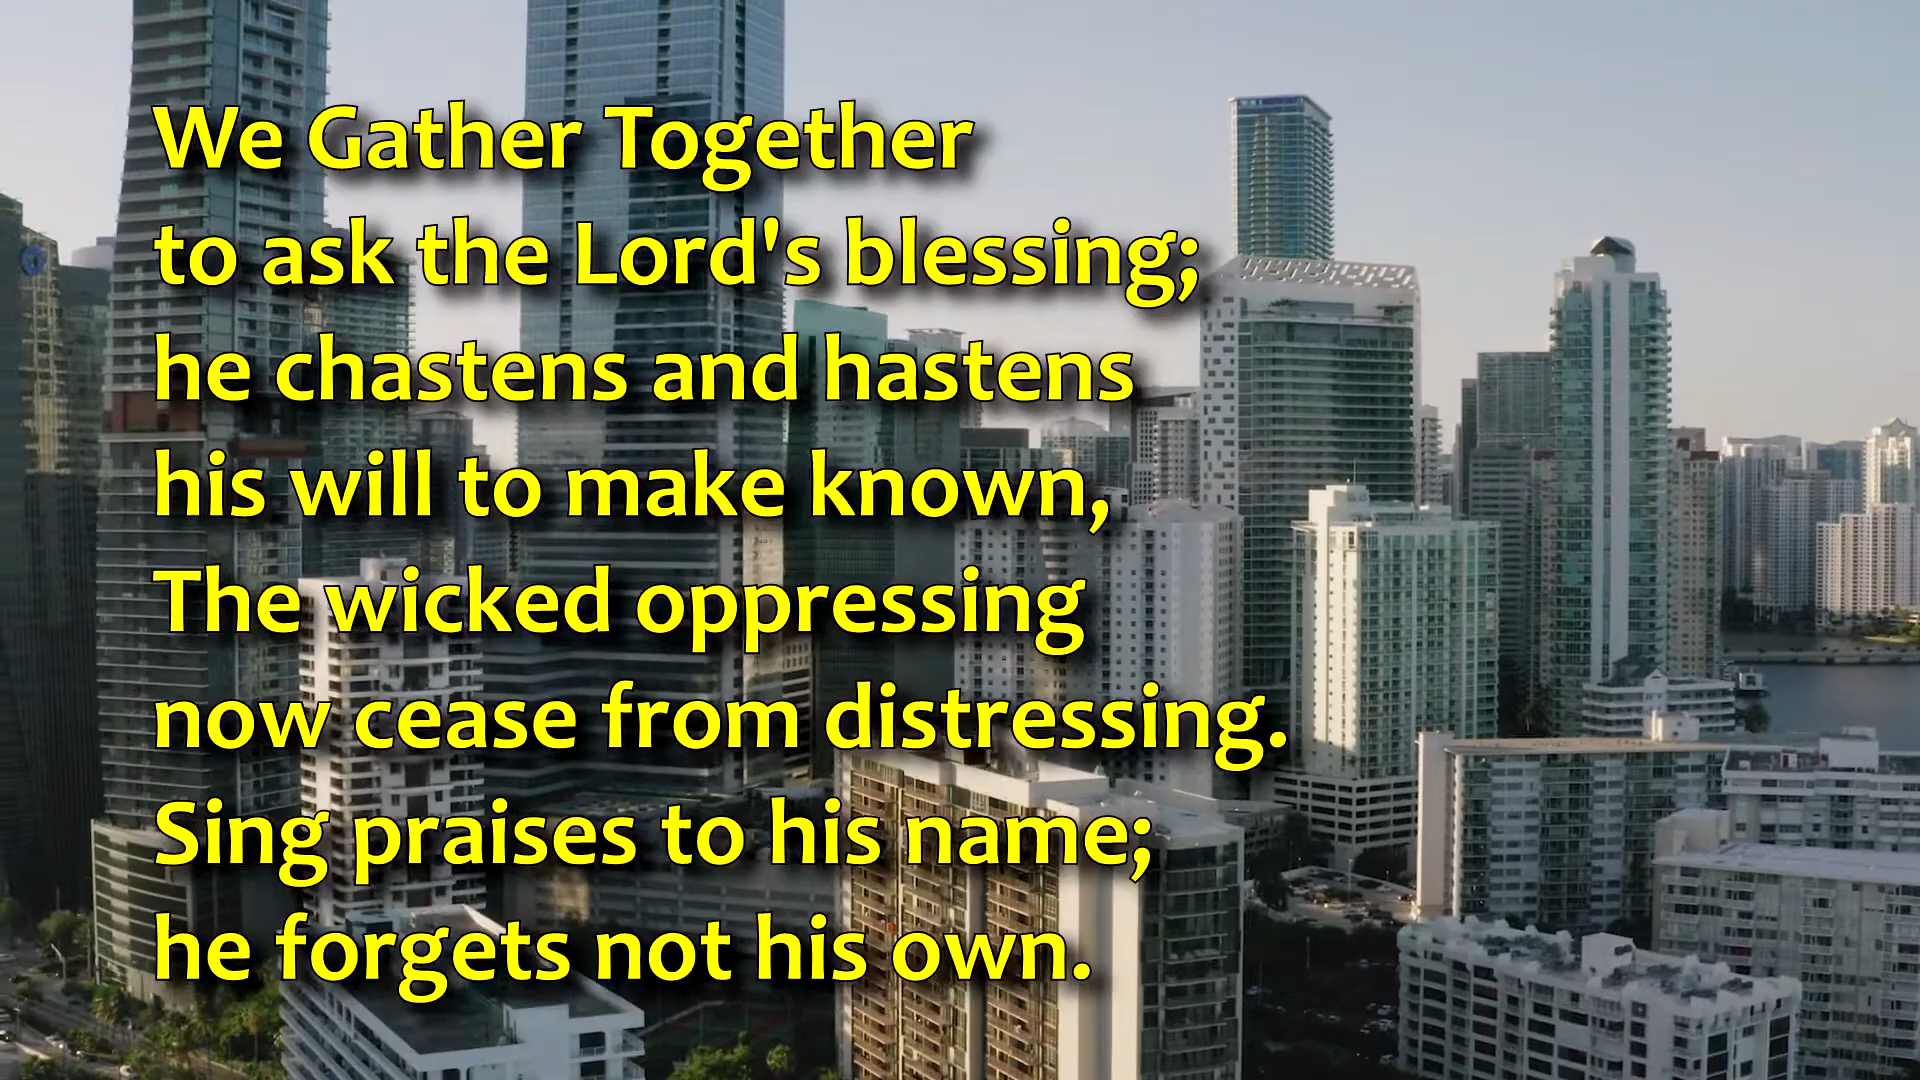 We Gather Together
to ask the Lord's blessing;
he chastens and hastens
his will to make known,
The wicked oppressing
now cease from distressing.
Sing praises to his name;
he forgets not his own.